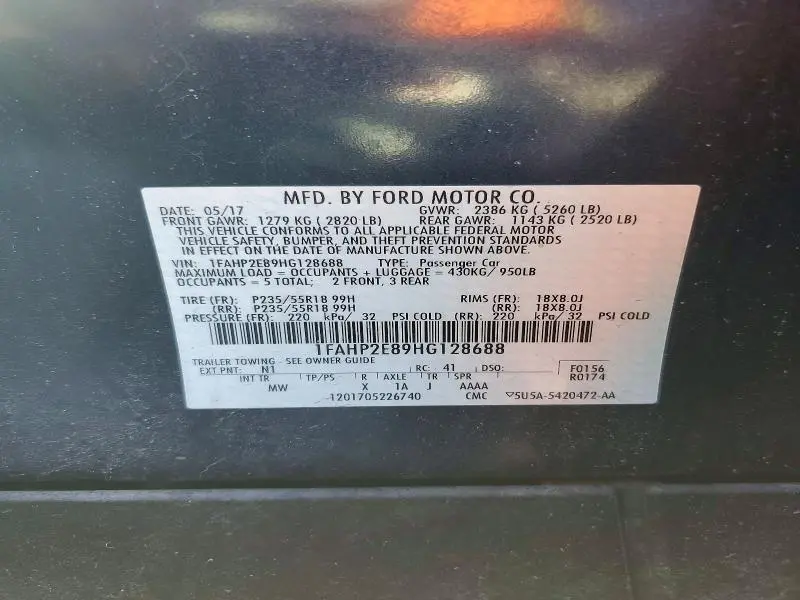 MFD. BY FORD MOTOR CO.
DATE: 05/17 GVWR: 2386 KG ( 5260 LB)
FRONT GAWR: 1279 KG ( 2820 LB) REAR GAWR: 1143 KG ( 2520 LB)
THIS VEHICLE CONFORMS TO ALL APPLICABLE FEDERAL MOTOR
VEHICLE SAFETY, BUMPER, AND THEFT PREVENTION STANDARDS
IN EFFECT ON THE DATE OF MANUFACTURE SHOWN ABOVE.
VIN: 1FAHP2E89HG128688 TYPE: Passenger Car
MAXIMUM LOAD = OCCUPANTS + LUGGAGE = 430KG/ 950LB
OCCUPANTS = 5 TOTAL; 2 FRONT, 3 REAR
TIRE (FR): P235/55R18 99H RIMS (FR): 18X8.0J
(RR): P235/55R18 99H (RR): 18X8.0J
PRESSURE (FR): 220 kPa/ 32 PSI COLD (RR): 220 kPa/ 32 PSI COLD
1FAHP2E89HG128688
TRAILER TOWING - SEE OWNER GUIDE
EXT PNT: N1 RC: 41 DSO: F0156
INT TR TP/PS R AXLE TR SPR R0174
MW X 1A J AAAA
1201705226740 CMC 5U5A-5420472-AA